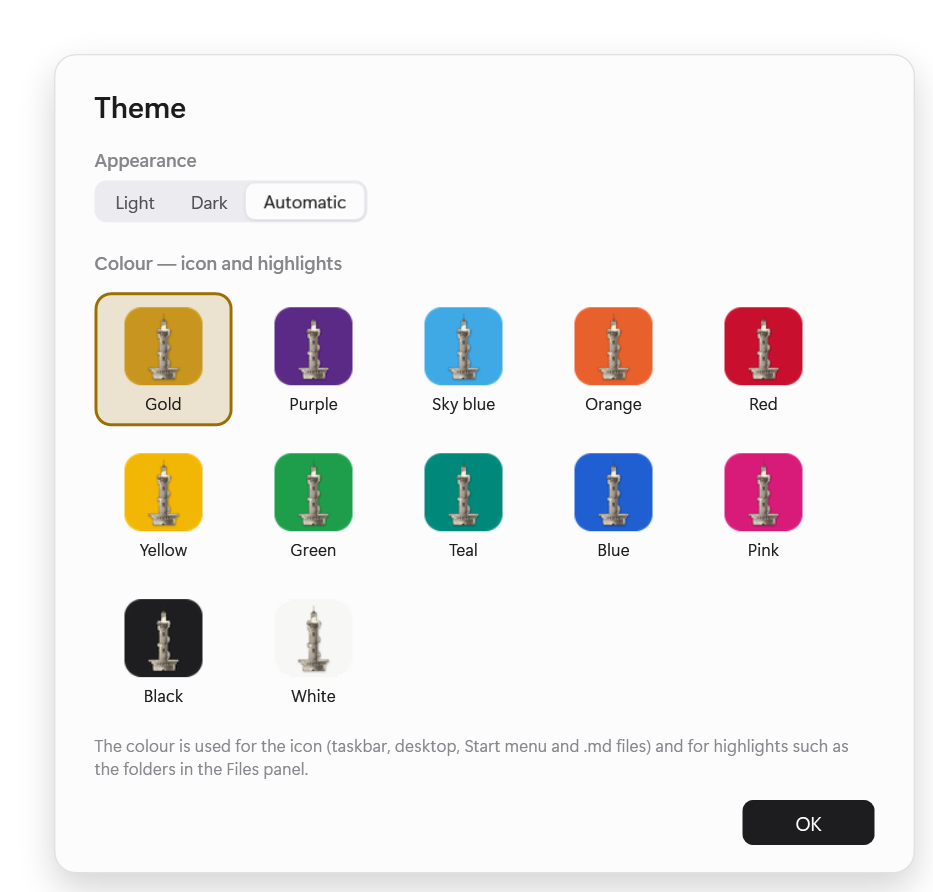 Theme
Appearance
Light Dark Automatic
Colour — icon and highlights
Gold Purple Sky blue Orange Red
Yellow Green Teal Blue Pink
Black White
The colour is used for the icon (taskbar, desktop, Start menu and .md files) and for highlights such as
the folders in the Files panel.
OK